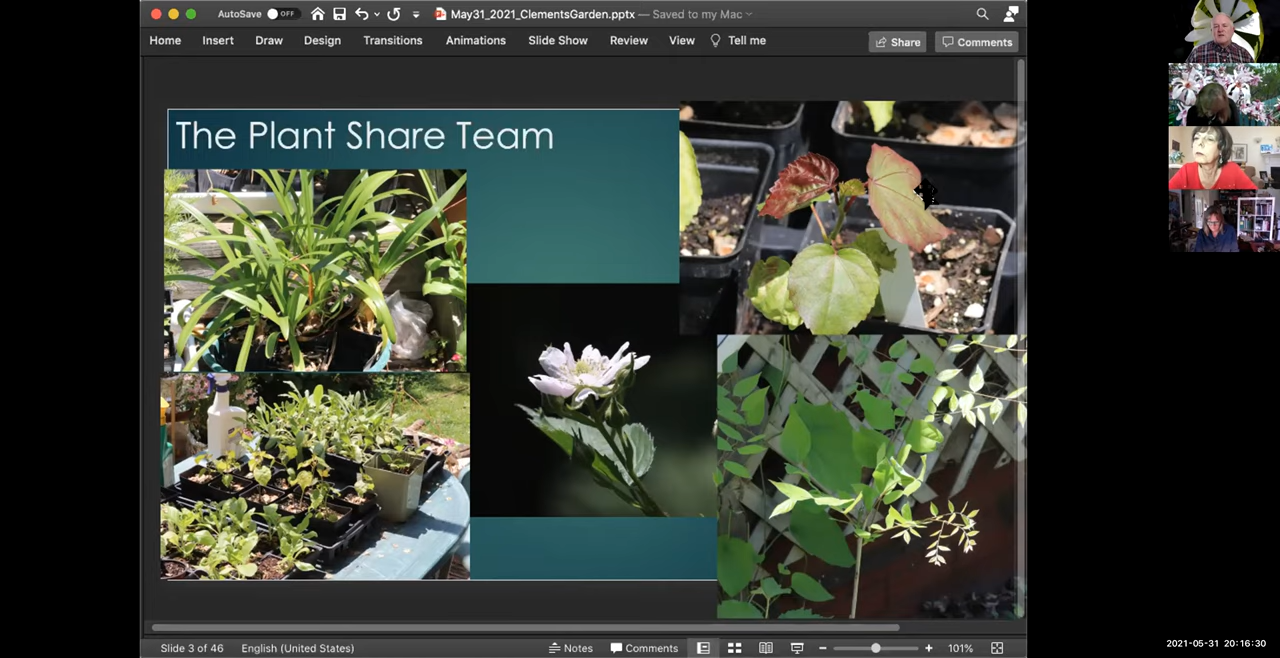 AutoSave OFF May31_2021_ClementsGarden.pptx — Saved to my Mac
Home Insert Draw Design Transitions Animations Slide Show Review View Tell me Share Comments
The Plant Share Team
Slide 3 of 46 English (United States) Notes Comments 101%
2021-05-31 20:16:30